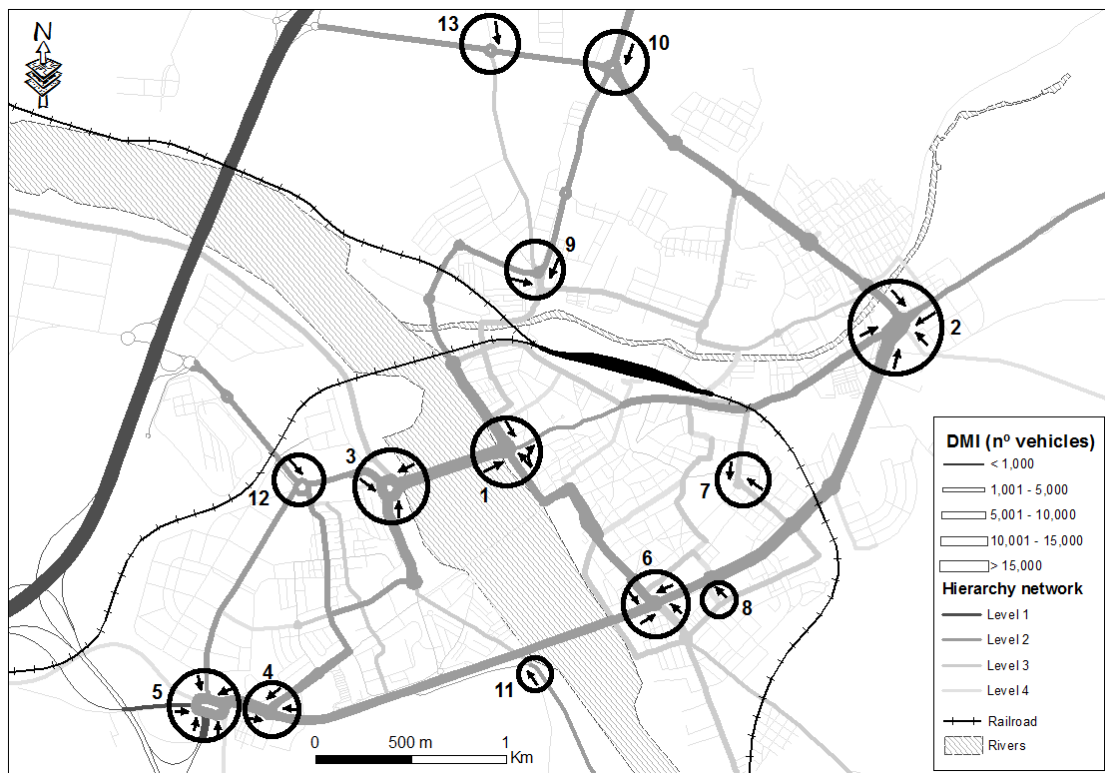 13
10
N
9
2
3
12
1
7
6
8
5
4
11
0 500 m 1
Km
DMI (nº vehicles)
< 1,000
1,001 - 5,000
5,001 - 10,000
10,001 - 15,000
> 15,000
Hierarchy network
Level 1
Level 2
Level 3
Level 4
Railroad
Rivers